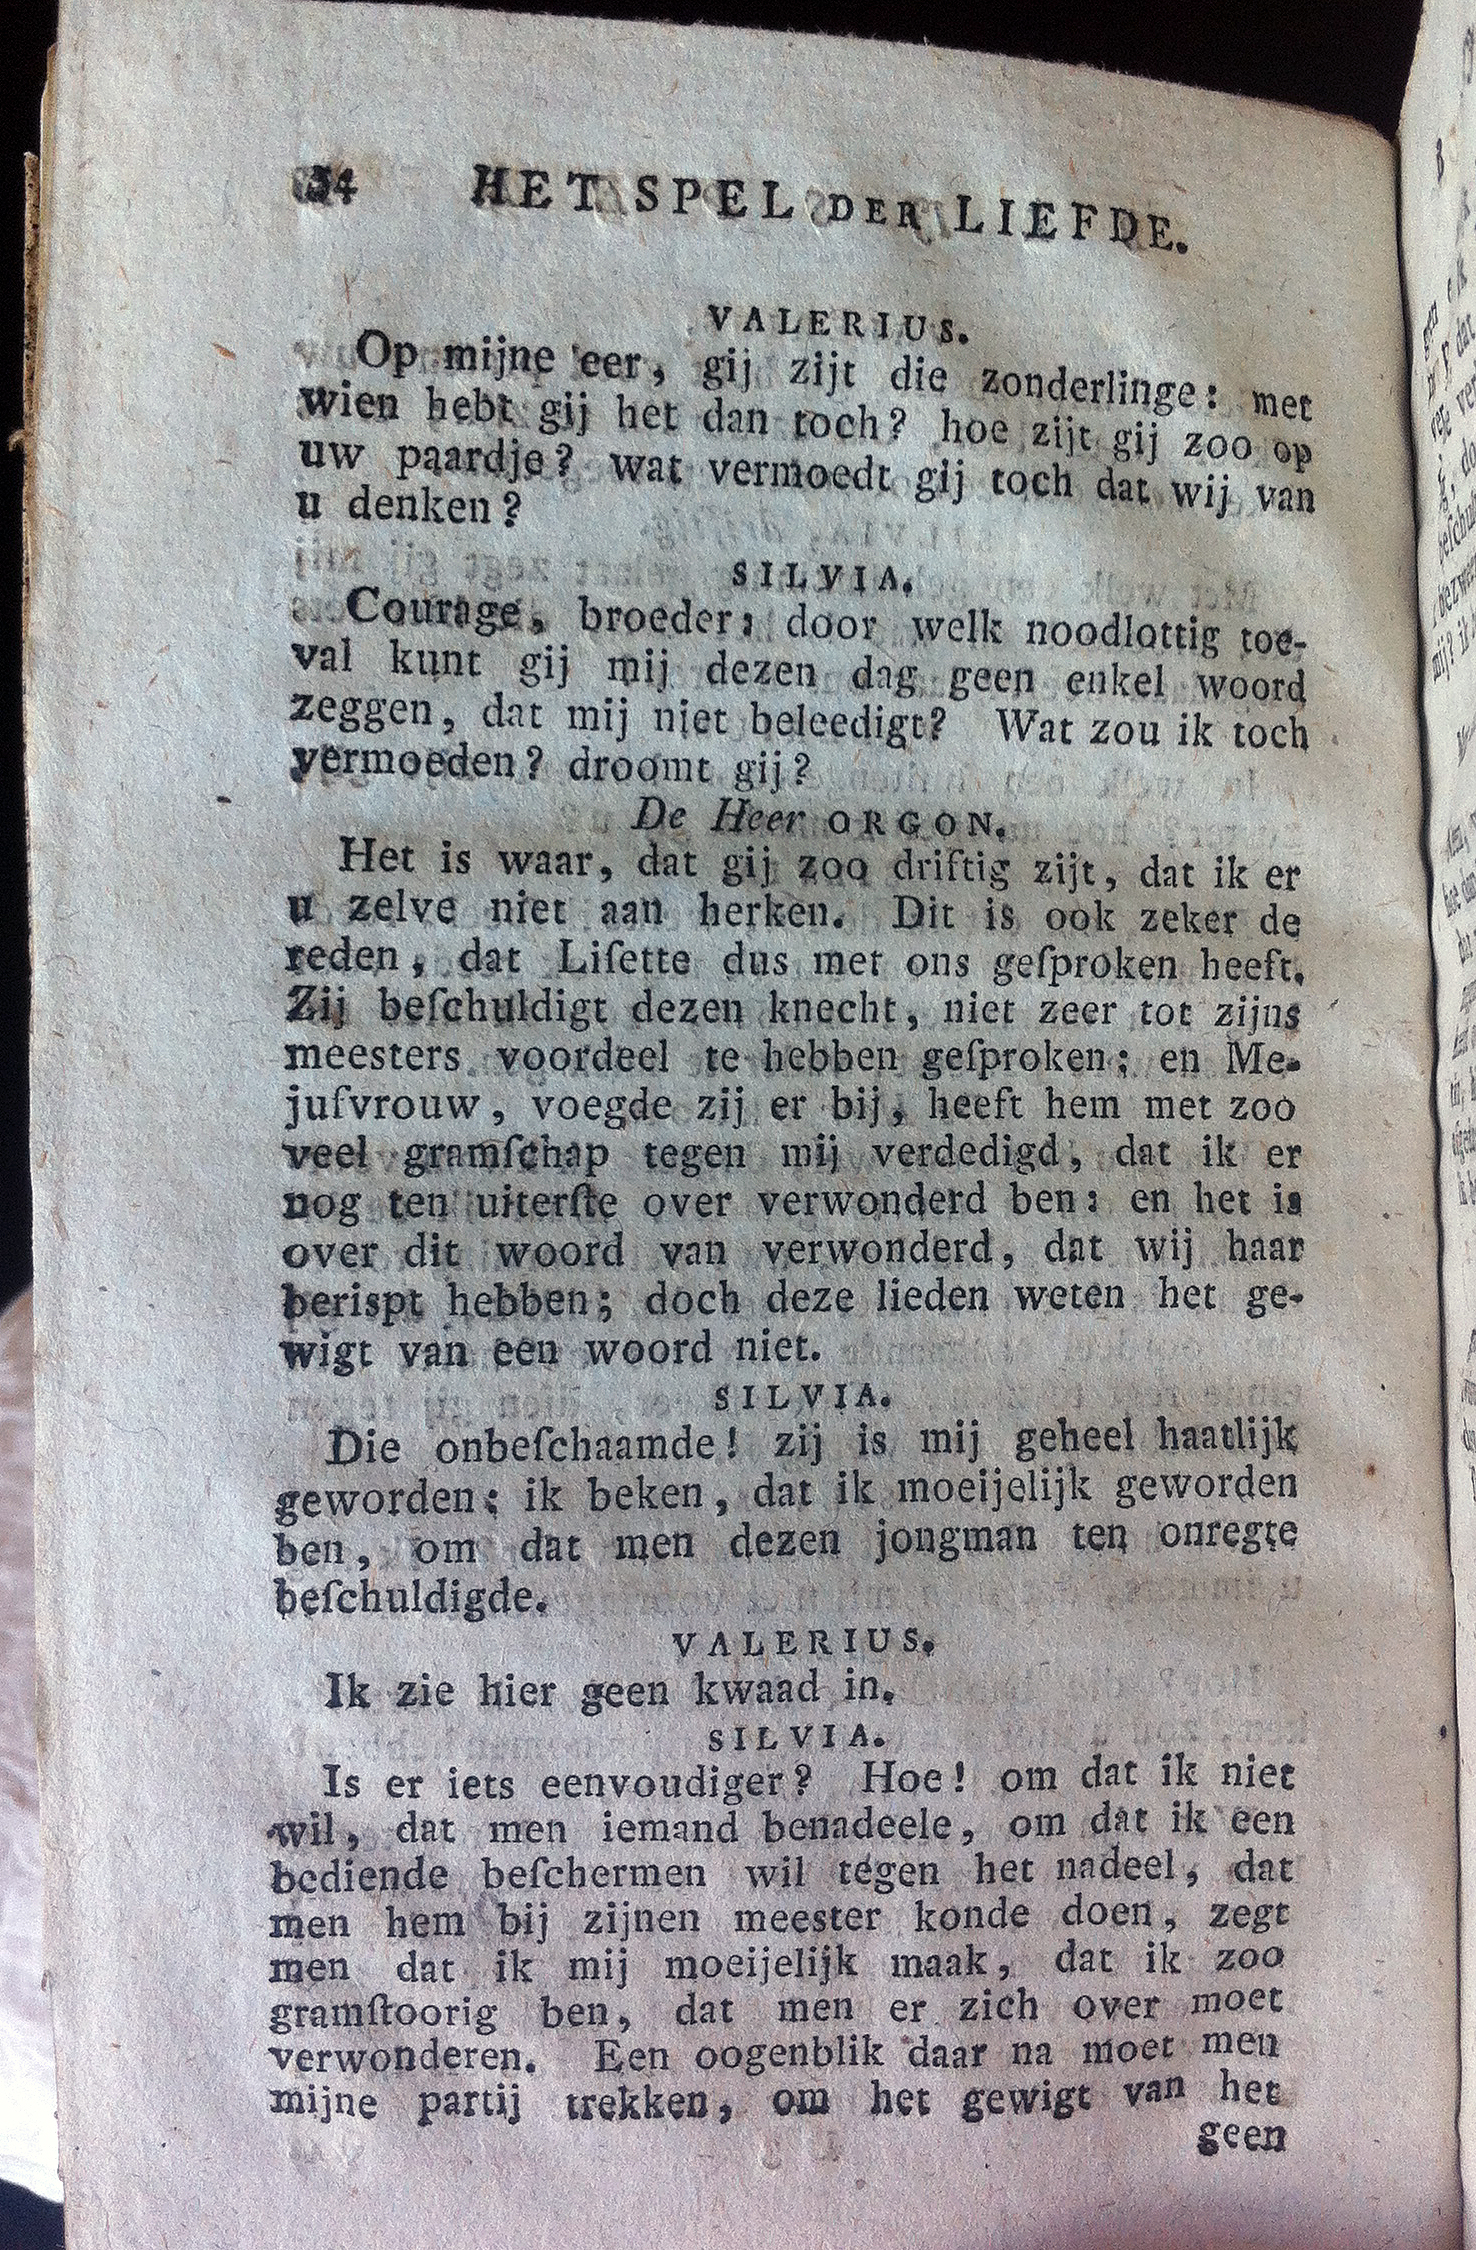 34 HET SPEL DER LIEFDE.
VALERIUS.
Op mijne eer, gij zijt die zonderlinge: met
wien hebt gij het dan toch? hoe zijt gij zoo op
uw paardje? wat vermoedt gij toch dat wij van
u denken?
SILVIA.
Courage, broeder: door welk noodlottig toe-
val kunt gij mij dezen dag geen enkel woord
zeggen, dat mij niet beleedigt? Wat zou ik toch
vermoeden? droomt gij?
De Heer ORGON.
Het is waar, dat gij zoo driftig zijt, dat ik er
u zelve niet aan herken. Dit is ook zeker de
reden, dat Liſette dus met ons geſproken heeft.
Zij beſchuldigt dezen knecht, niet zeer tot zijns
meesters voordeel te hebben geſproken; en Me-
jufvrouw, voegde zij er bij, heeft hem met zoo
veel gramſchap tegen mij verdedigd, dat ik er
nog ten uiterſte over verwonderd ben: en het is
over dit woord van verwonderd, dat wij haar
berispt hebben; doch deze lieden weten het ge-
wigt van een woord niet.
SILVIA.
Die onbeſchaamde! zij is mij geheel haatlijk
geworden; ik beken, dat ik moeijelijk geworden
ben, om dat men dezen jongman ten onregte
beſchuldigde.
VALERIUS.
Ik zie hier geen kwaad in.
SILVIA.
Is er iets eenvoudiger? Hoe! om dat ik niet
wil, dat men iemand benadeele, om dat ik een
bediende beſchermen wil tegen het nadeel, dat
men hem bij zijnen meester konde doen, zegt
men dat ik mij moeijelijk maak, dat ik zoo
gramſtoorig ben, dat men er zich over moet
verwonderen. Een oogenblik daar na moet men
mijne partij trekken, om het gewigt van het
geen